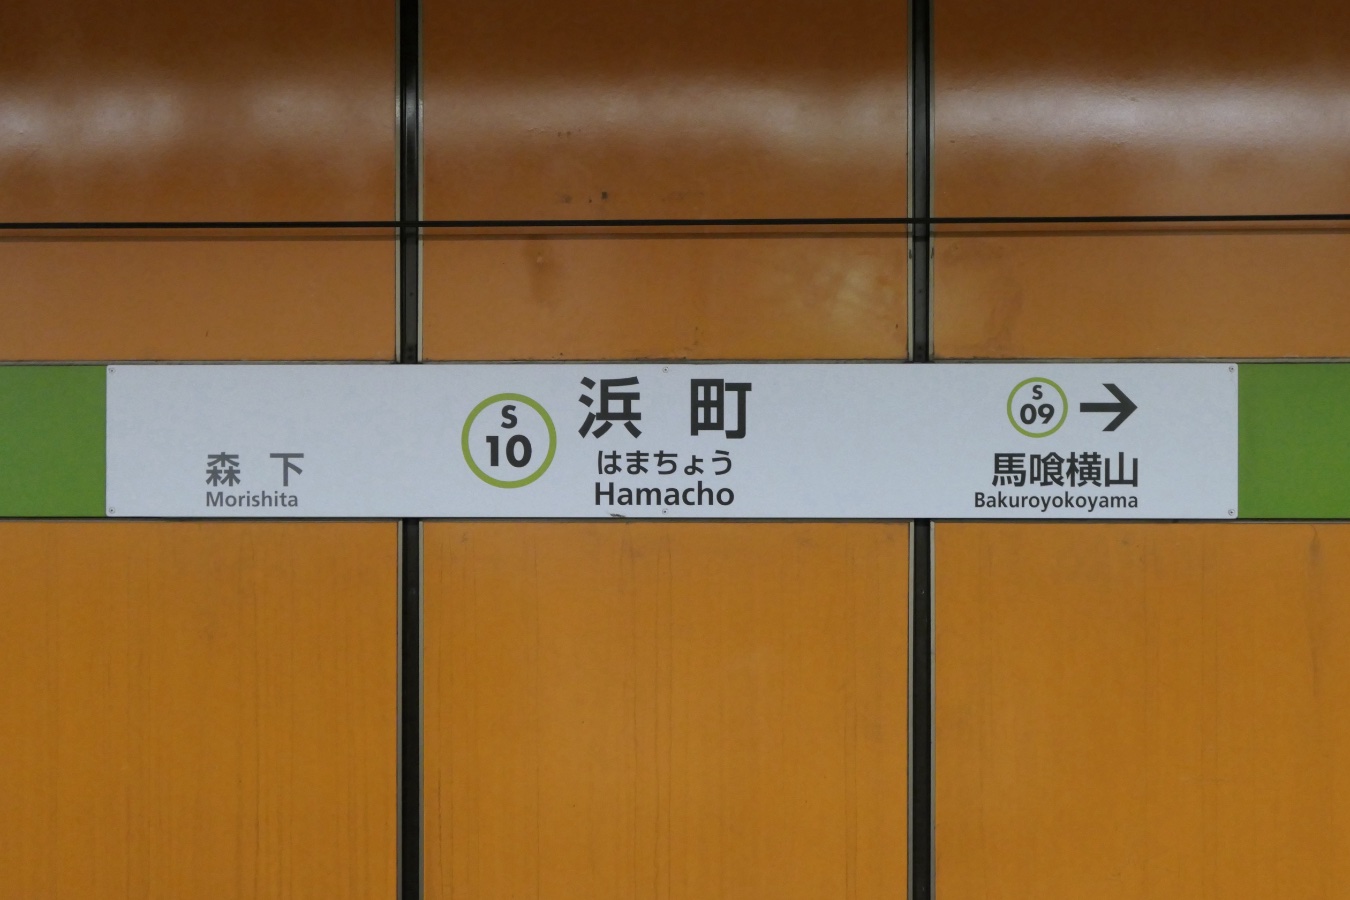 森 下
Morishita
S
10
浜 町
はまちょう
Hamacho
S
09
→
馬喰横山
Bakuroyokoyama